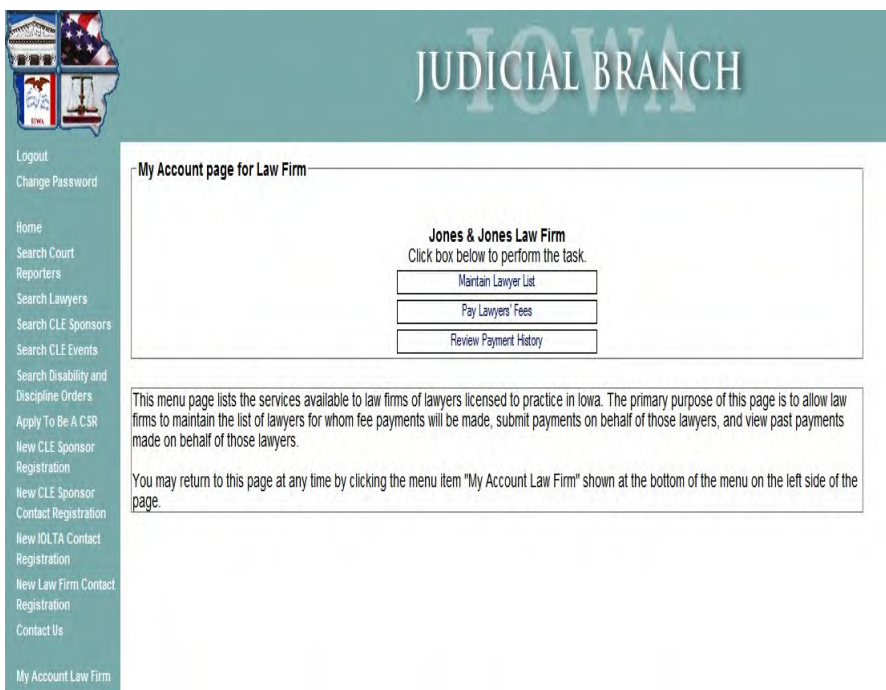 IOWA
JUDICIAL BRANCH
IOWA
Logout
Change Password
Home
Search Court
Reporters
Search Lawyers
Search CLE Sponsors
Search CLE Events
Search Disability and
Discipline Orders
Apply To Be A CSR
New CLE Sponsor
Registration
New CLE Sponsor
Contact Registration
New IOLTA Contact
Registration
New Law Firm Contact
Registration
Contact Us
My Account Law Firm
My Account page for Law Firm
Jones & Jones Law Firm
Click box below to perform the task.
Maintain Lawyer List
Pay Lawyers' Fees
Review Payment History
This menu page lists the services available to law firms of lawyers licensed to practice in Iowa. The primary purpose of this page is to allow law
firms to maintain the list of lawyers for whom fee payments will be made, submit payments on behalf of those lawyers, and view past payments
made on behalf of those lawyers.
You may return to this page at any time by clicking the menu item "My Account Law Firm" shown at the bottom of the menu on the left side of the
page.